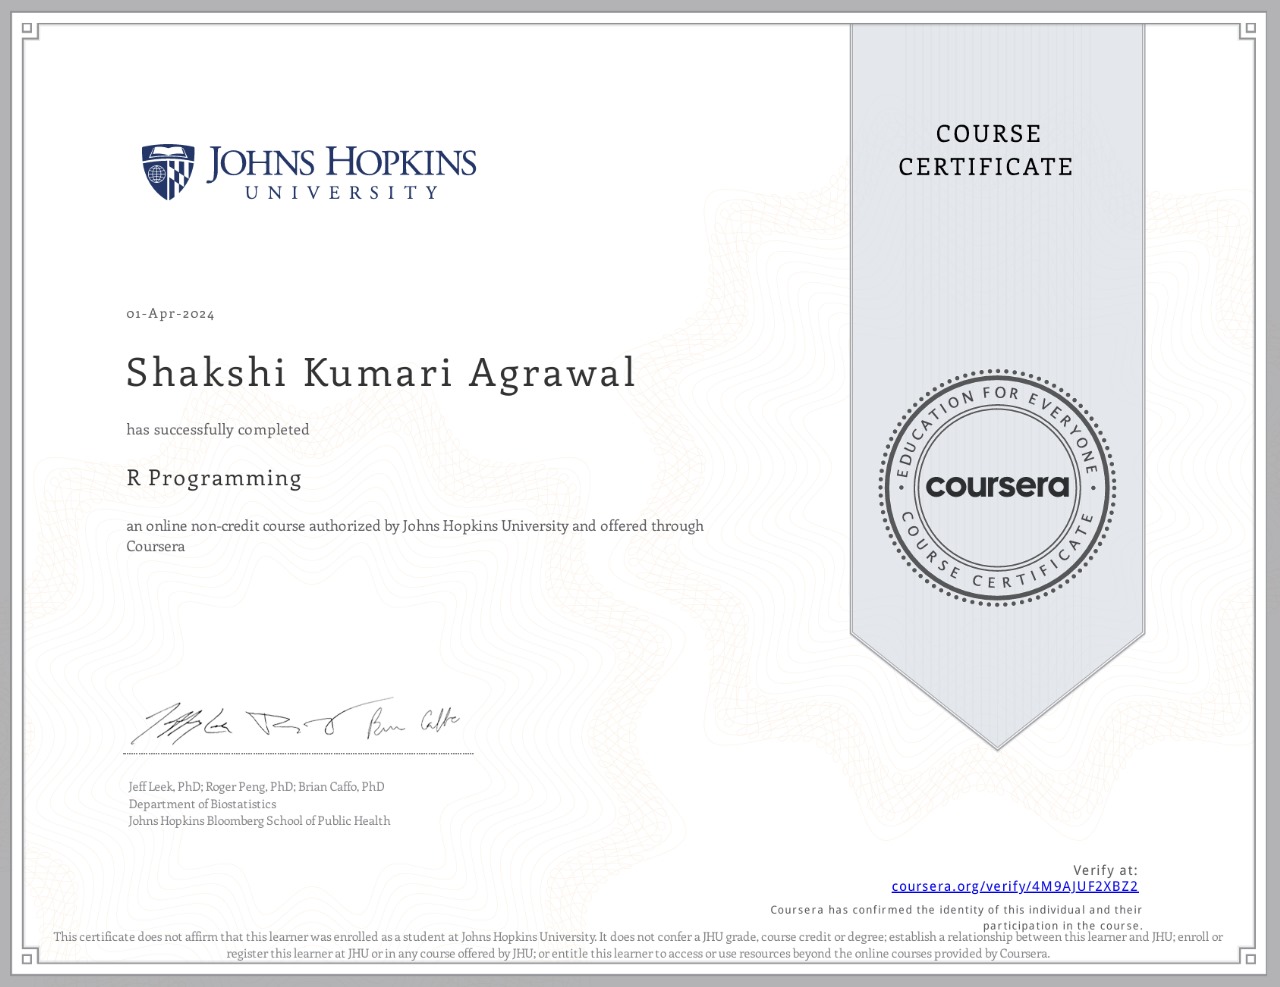 JOHNS HOPKINS
UNIVERSITY
COURSE
CERTIFICATE
01-Apr-2024
Shakshi Kumari Agrawal
has successfully completed
R Programming
an online non-credit course authorized by Johns Hopkins University and offered through
Coursera
EDUCATION FOR EVERYONE
coursera
COURSE CERTIFICATE
Jeff Leek, PhD; Roger Peng, PhD; Brian Caffo, PhD
Department of Biostatistics
Johns Hopkins Bloomberg School of Public Health
Verify at:
coursera.org/verify/4M9AJUF2XBZ2
Coursera has confirmed the identity of this individual and their
participation in the course.
This certificate does not affirm that this learner was enrolled as a student at Johns Hopkins University. It does not confer a JHU grade, course credit or degree; establish a relationship between this learner and JHU; enroll or
register this learner at JHU or in any course offered by JHU; or entitle this learner to access or use resources beyond the online courses provided by Coursera.